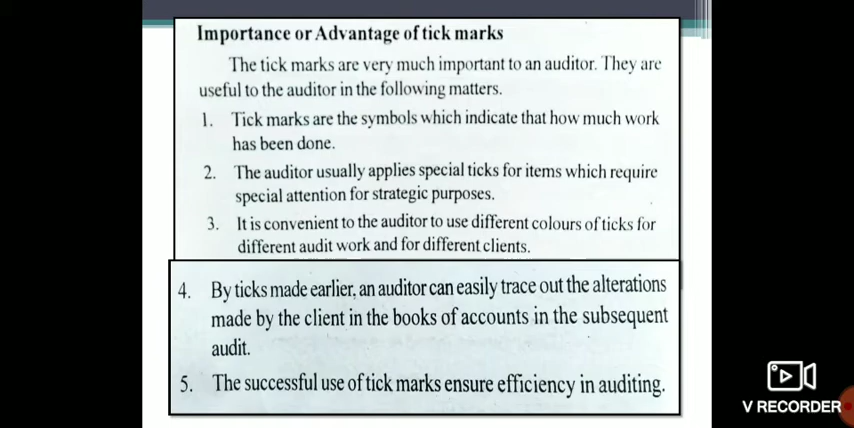 Importance or Advantage of tick marks
The tick marks are very much important to an auditor. They are
useful to the auditor in the following matters.
1. Tick marks are the symbols which indicate that how much work
has been done.
2. The auditor usually applies special ticks for items which require
special attention for strategic purposes.
3. It is convenient to the auditor to use different colours of ticks for
different audit work and for different clients.
4. By ticks made earlier, an auditor can easily trace out the alterations
made by the client in the books of accounts in the subsequent
audit.
5. The successful use of tick marks ensure efficiency in auditing.
V RECORDER